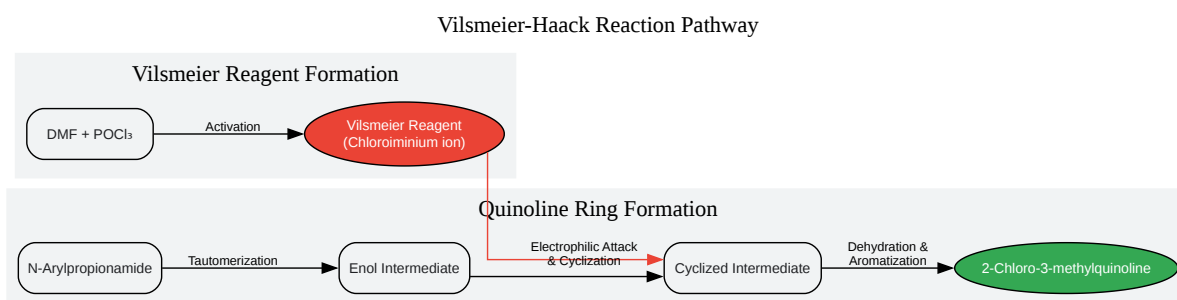 Vilsmeier-Haack Reaction Pathway
Vilsmeier Reagent Formation
DMF + POCl₃
Activation
Vilsmeier Reagent
(Chloroiminium ion)
Quinoline Ring Formation
N-Arylpropionamide
Tautomerization
Enol Intermediate
Electrophilic Attack
& Cyclization
Cyclized Intermediate
Dehydration &
Aromatization
2-Chloro-3-methylquinoline